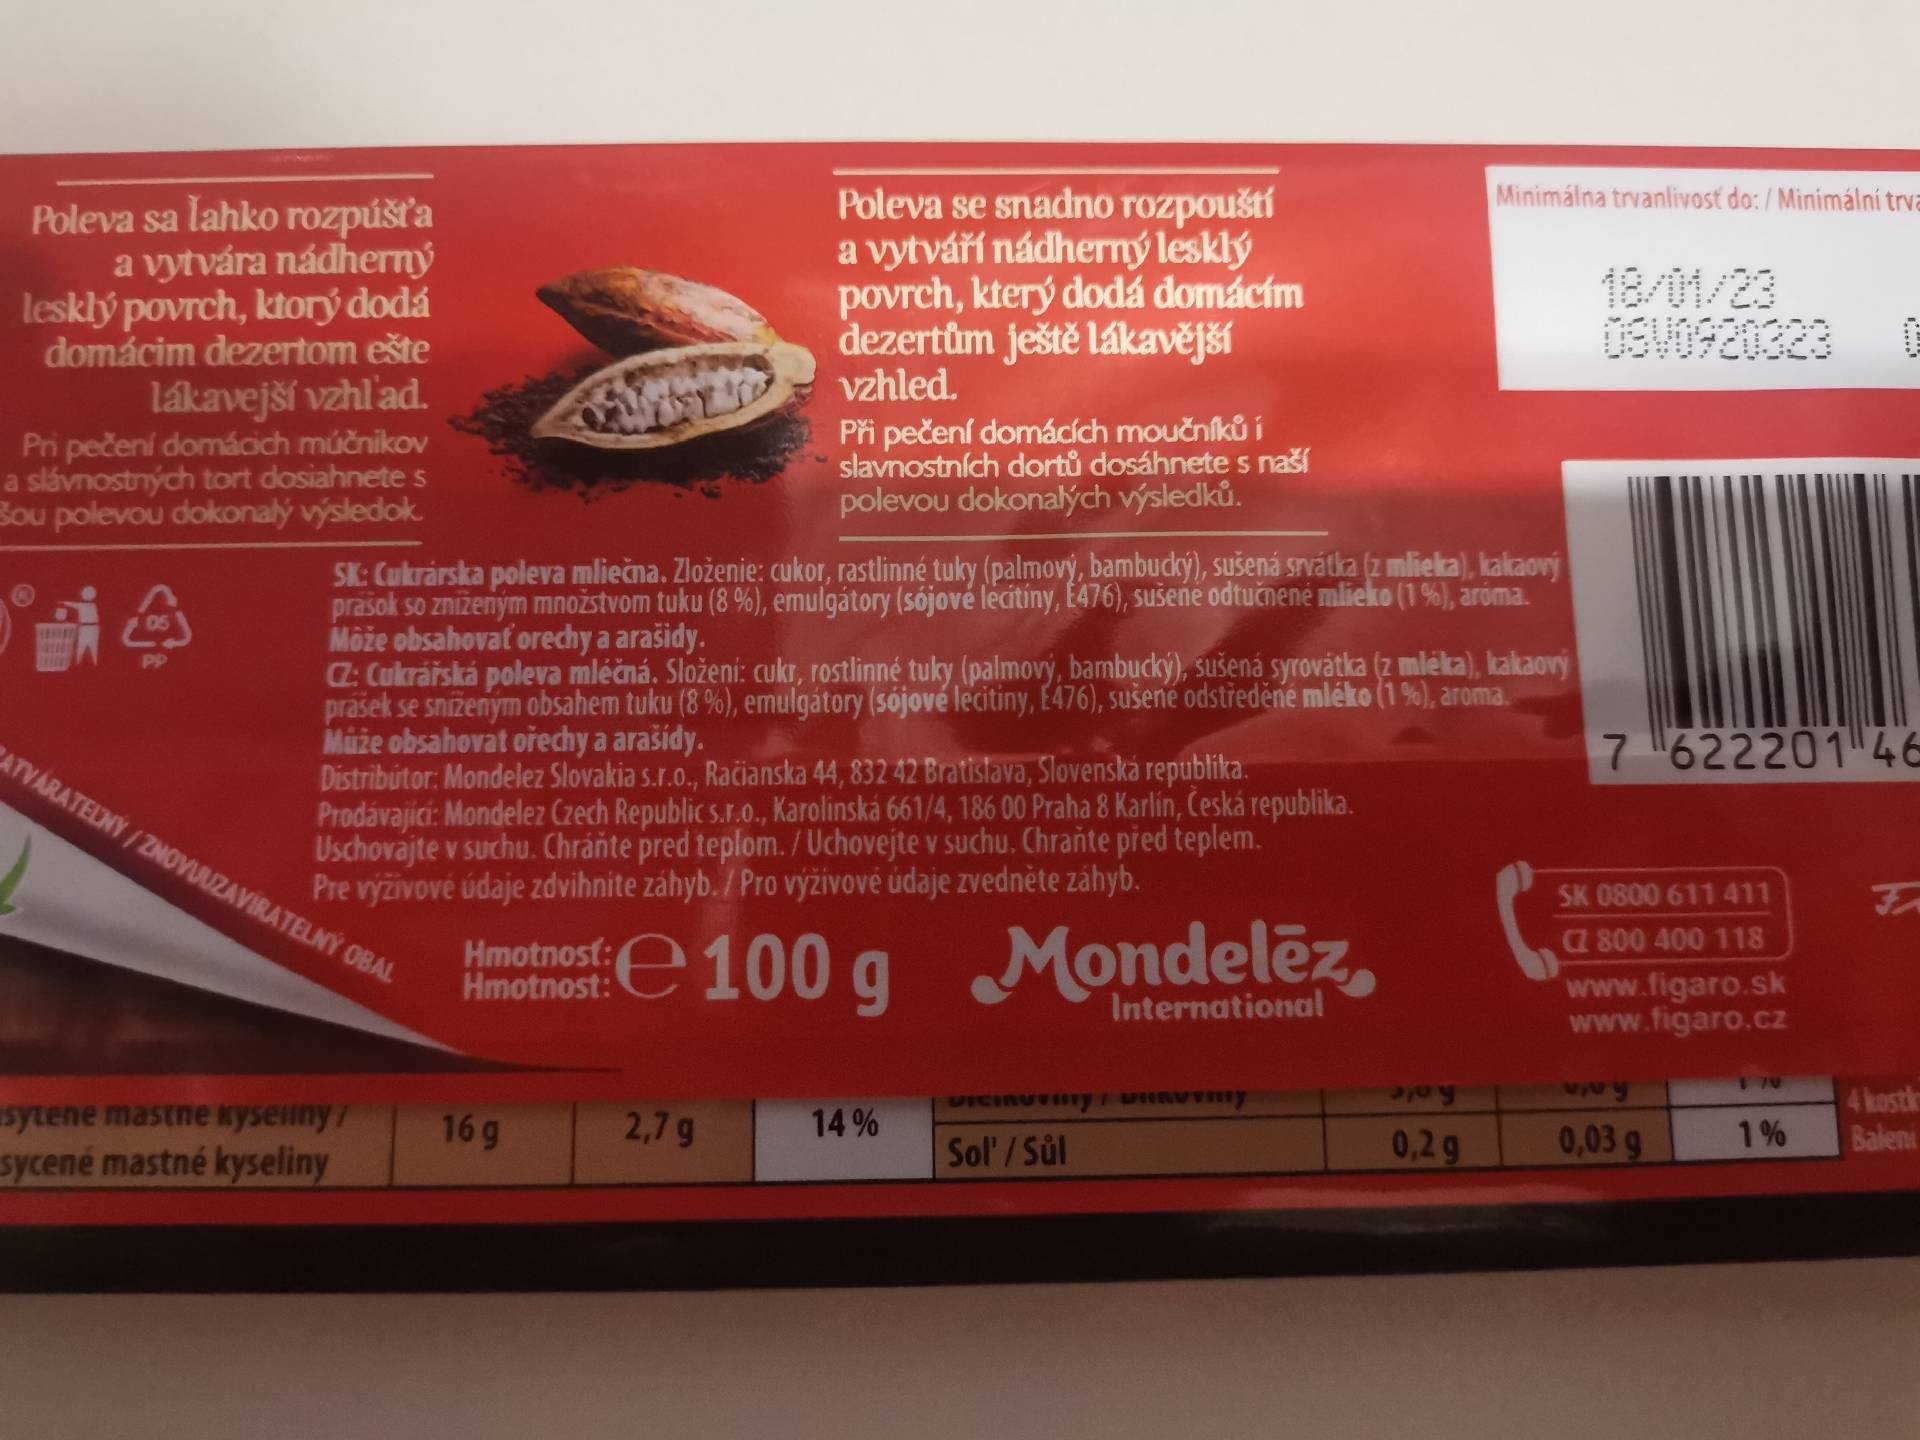 Poleva sa ľahko rozpúšťa
a vytvára nádherný
lesklý povrch, ktorý dodá
domácim dezertom ešte
lákavejší vzhľad.
Pri pečení domácich múčnikov
a slávnostných tort dosiahnete s
šou polevou dokonalý výsledok.
Poleva se snadno rozpouští
a vytváří nádherný lesklý
povrch, který dodá domácím
dezertům ještě lákavější
vzhled.
Při pečení domácích moučníků i
slavnostních dortů dosáhnete s naší
polevou dokonalých výsledků.
Minimálna trvanlivosť do: / Minimální trva
18/01/23
OSV0920323
®
05
PP
SK: Cukrárska poleva mliečna. Zloženie: cukor, rastlinné tuky (palmový, bambucký), sušená srvátka (z mlieka), kakaový
prášok so zníženým množstvom tuku (8 %), emulgátory (sójové lecitíny, E476), sušené odtučnené mlieko (1 %), aróma.
Môže obsahovať orechy a arašidy.
CZ: Cukrářská poleva mléčná. Složení: cukr, rostlinné tuky (palmový, bambucký), sušená syrovátka (z mléka), kakaový
prášek se sníženým obsahem tuku (8 %), emulgátory (sójové lecitiny, E476), sušené odstředěné mléko (1 %), aroma.
Může obsahovat ořechy a arašídy.
Distribútor: Mondelez Slovakia s.r.o., Račianska 44, 832 42 Bratislava, Slovenská republika.
Prodávající: Mondelez Czech Republic s.r.o., Karolinská 661/4, 186 00 Praha 8 Karlín, Česká republika.
Uschovajte v suchu. Chráňte pred teplom. / Uchovejte v suchu. Chraňte před teplem.
Pre výživové údaje zdvihnite záhyb. / Pro výživové údaje zvedněte záhyb.
7 622201 46
ATVÁRATEĽNÝ / ZNOVUUZAVÍRATELNÝ OBAL
Hmotnosť:
Hmotnost:
e 100 g
Mondelēz
International
SK 0800 611 411
CZ 800 400 118
www.figaro.sk
www.figaro.cz
sýtené mastné kyseliny /
sycené mastné kyseliny
16 g
2,7 g
14 %
Bielkoviny / Bílkoviny
Soľ / Sůl
0,2 g
0,03 g
1 %
4 kostk
Balení